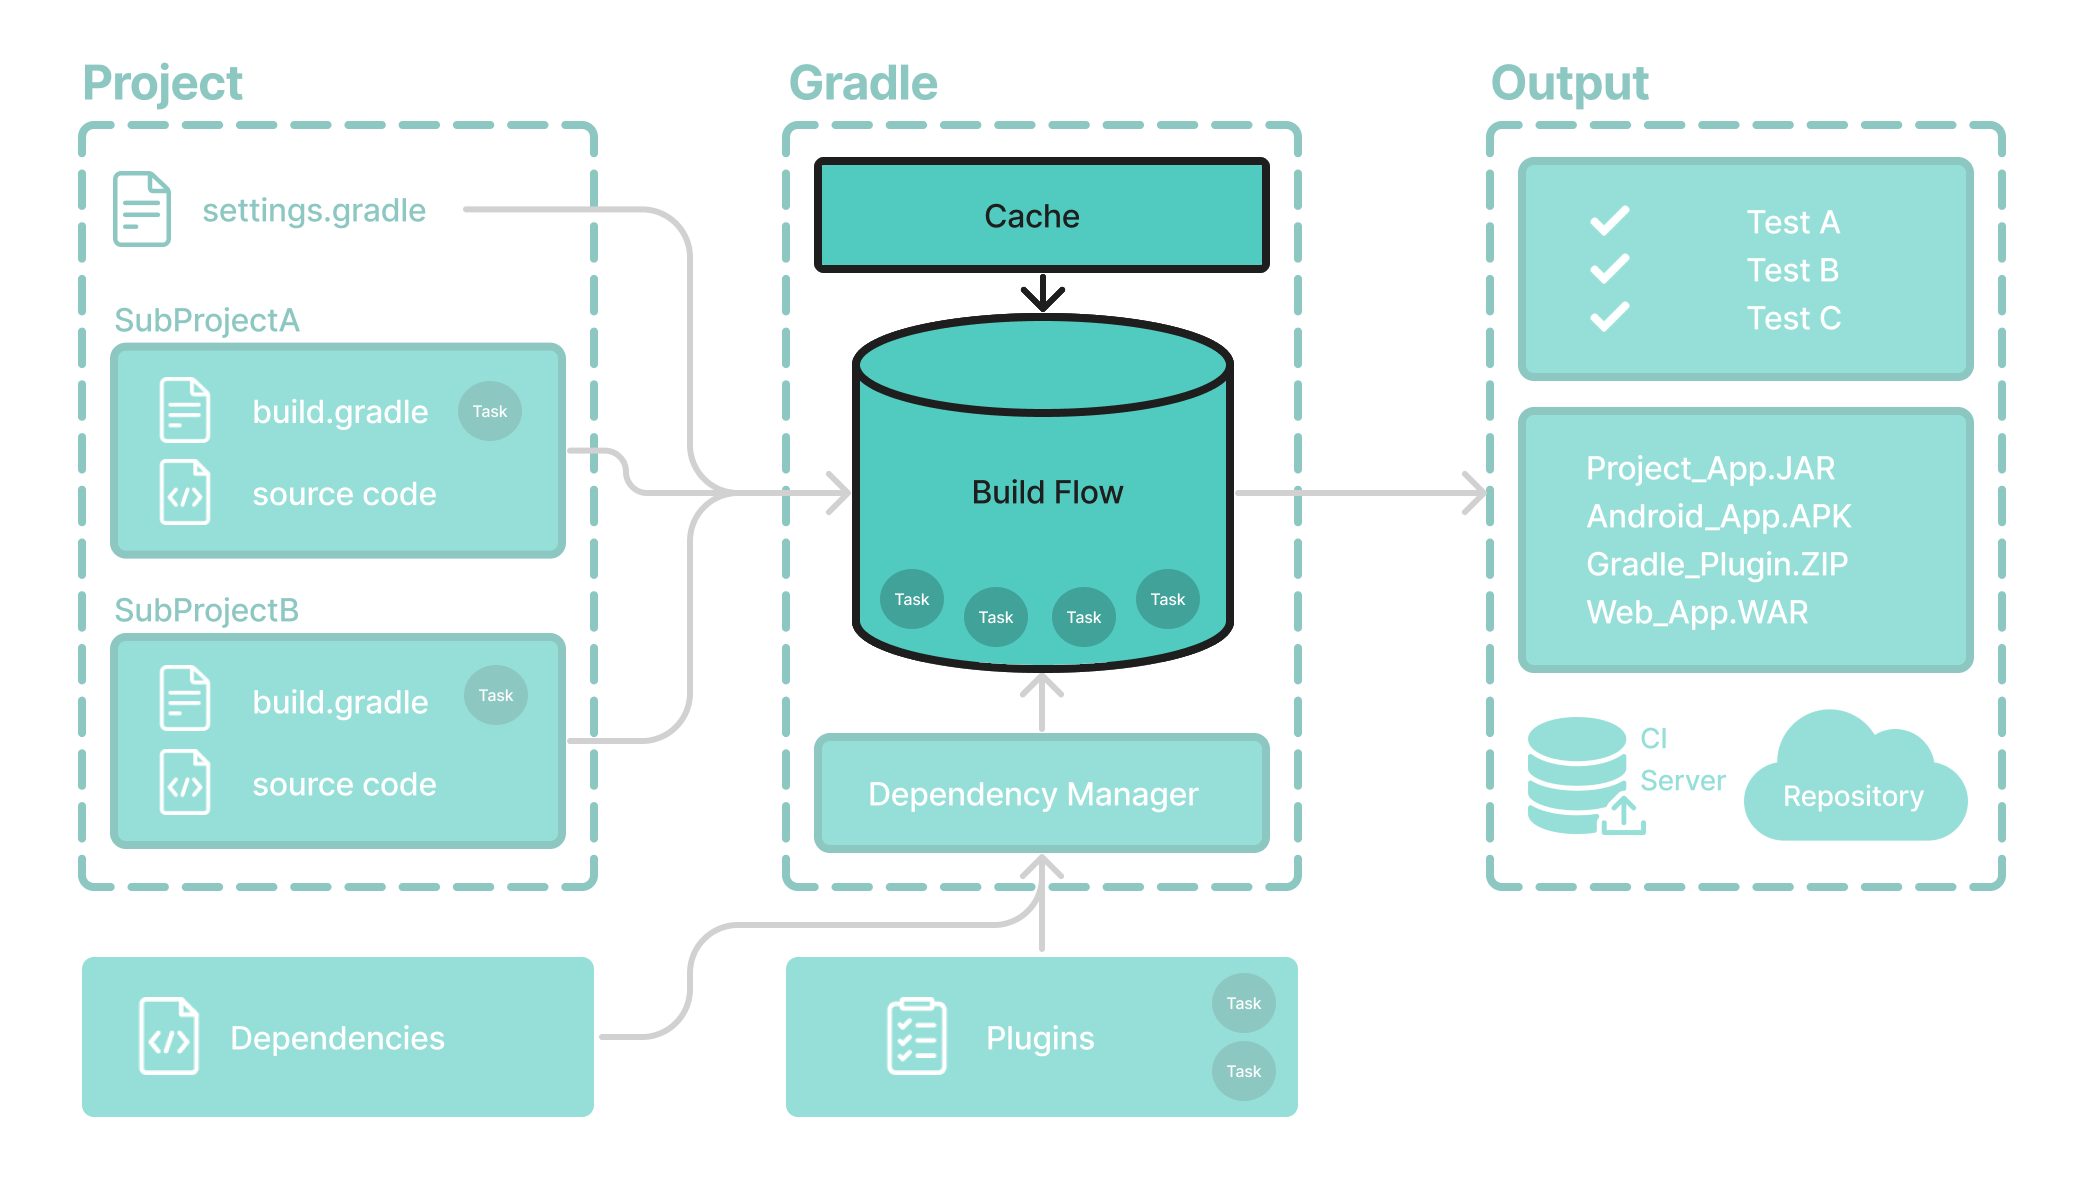 Project
settings.gradle
SubProjectA
build.gradle
Task
source code
SubProjectB
build.gradle
Task
source code
Dependencies
Gradle
Cache
Build Flow
Task
Task
Task
Task
Dependency Manager
Plugins
Task
Task
Output
Test A
Test B
Test C
Project_App.JAR
Android_App.APK
Gradle_Plugin.ZIP
Web_App.WAR
CI
Server
Repository